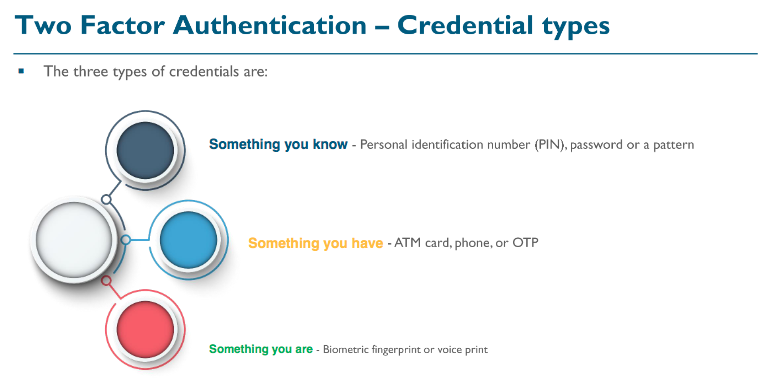 Two Factor Authentication – Credential types
▪ The three types of credentials are:
Something you know - Personal identification number (PIN), password or a pattern
Something you have - ATM card, phone, or OTP
Something you are - Biometric fingerprint or voice print